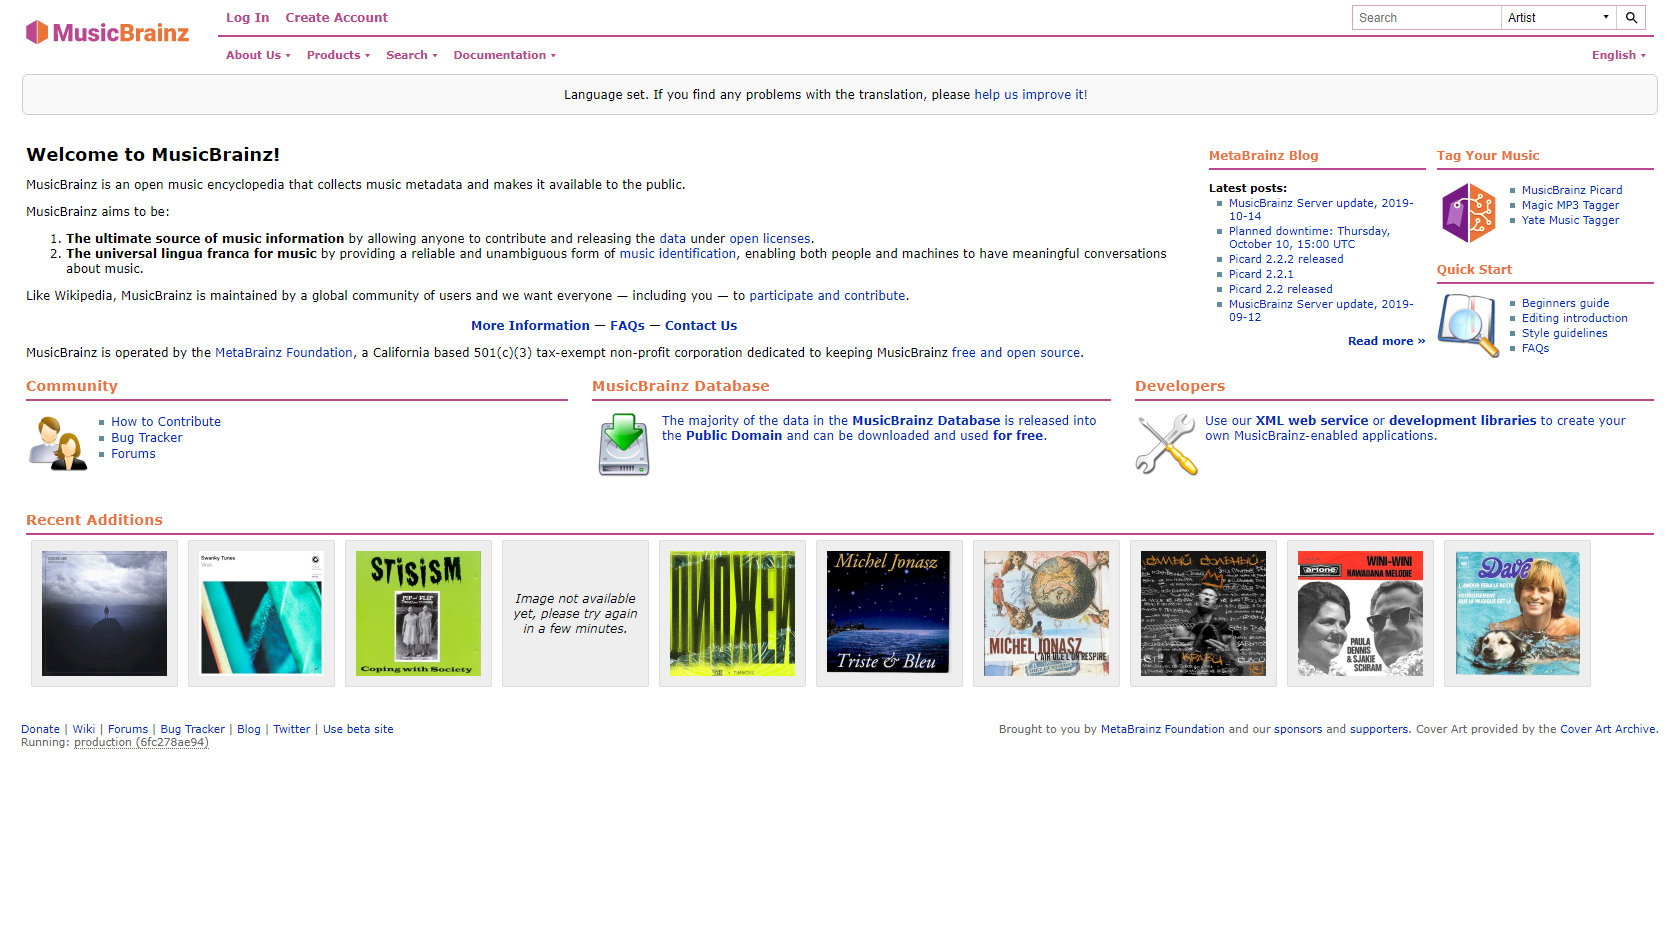 MusicBrainz
Log In Create Account
Search Artist
About Us Products Search Documentation English
Language set. If you find any problems with the translation, please help us improve it!
Welcome to MusicBrainz!
MusicBrainz is an open music encyclopedia that collects music metadata and makes it available to the public.
MusicBrainz aims to be:
1. The ultimate source of music information by allowing anyone to contribute and releasing the data under open licenses.
2. The universal lingua franca for music by providing a reliable and unambiguous form of music identification, enabling both people and machines to have meaningful conversations
about music.
Like Wikipedia, MusicBrainz is maintained by a global community of users and we want everyone — including you — to participate and contribute.
More Information — FAQs — Contact Us
MusicBrainz is operated by the MetaBrainz Foundation, a California based 501(c)(3) tax-exempt non-profit corporation dedicated to keeping MusicBrainz free and open source.
MetaBrainz Blog
Latest posts:
MusicBrainz Server update, 2019-
10-14
Planned downtime: Thursday,
October 10, 15:00 UTC
Picard 2.2.2 released
Picard 2.2.1
Picard 2.2 released
MusicBrainz Server update, 2019-
09-12
Read more »
Tag Your Music
MusicBrainz Picard
Magic MP3 Tagger
Yate Music Tagger
Quick Start
Beginners guide
Editing introduction
Style guidelines
FAQs
Community
How to Contribute
Bug Tracker
Forums
MusicBrainz Database
The majority of the data in the MusicBrainz Database is released into
the Public Domain and can be downloaded and used for free.
Developers
Use our XML web service or development libraries to create your
own MusicBrainz-enabled applications.
Recent Additions
Swanky Tunes
STiSiSM
PIP and FLIP
Coping with Society
Image not available
yet, please try again
in a few minutes.
Michel Jonasz
Triste & Bleu
MICHEL JONASZ
L'AIR QUE L'ON RESPIRE
artone
WINI-WINI
HAWAIIANA MELODIE
PAULA
DENNIS
& SJAKIE
SCHRAM
Dave
Donate | Wiki | Forums | Bug Tracker | Blog | Twitter | Use beta site
Running: production (6fc278ae94)
Brought to you by MetaBrainz Foundation and our sponsors and supporters. Cover Art provided by the Cover Art Archive.